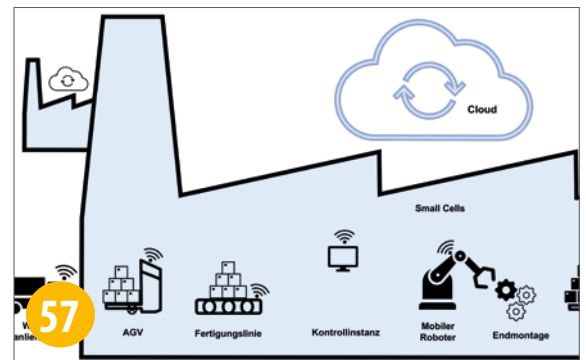 Cloud
Small Cells
57
AGV
Fertigungslinie
Kontrollinstanz
Mobiler
Roboter
Endmontage